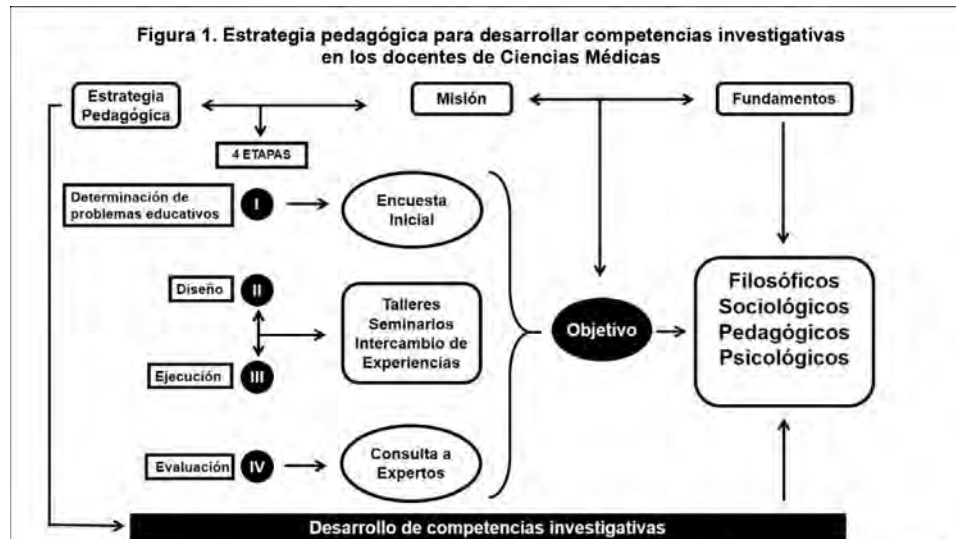 Figura 1. Estrategia pedagógica para desarrollar competencias investigativas
en los docentes de Ciencias Médicas
Estrategia
Pedagógica
Misión
Fundamentos
4 ETAPAS
Determinación de
problemas educativos
I
Encuesta
Inicial
Diseño
II
Talleres
Seminarios
Intercambio de
Experiencias
Ejecución
III
Evaluación
IV
Consulta a
Expertos
Objetivo
Filosóficos
Sociológicos
Pedagógicos
Psicológicos
Desarrollo de competencias investigativas